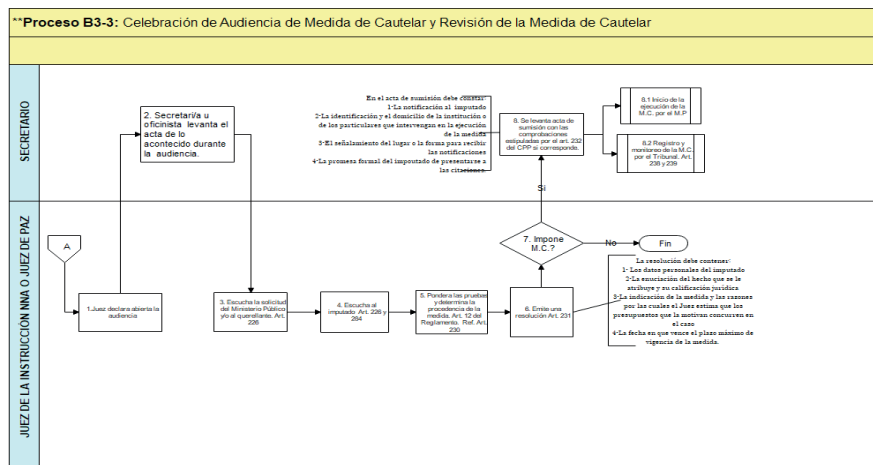 **Proceso B3-3: Celebración de Audiencia de Medida de Cautelar y Revisión de la Medida de Cautelar
SECRETARIO
2. Secretari/a u
oficinista levanta el
acta de lo
acontecido durante
la audiencia.
En el acta de sumisión debe constar:
1-La notificación al imputado
2-La identificación y el domicilio de la institución o
de los particulares que intervengan en la ejecución
de la medida
3-El señalamiento del lugar o la forma para recibir
las notificaciones
4-La promesa formal del imputado de presentarse a
las citaciones.
8. Se levanta acta de
sumisión con las
comprobaciones
estipuladas por el art. 232
del CPP si corresponde.
8.1 Inicio de la
ejecución de la
M.C. por el M.P
8.2 Registro y
monitoreo de la M.C.
por el Tribunal. Art.
238 y 239
JUEZ DE LA INSTRUCCIÓN NNA O JUEZ DE PAZ
A
1.Juez declara abierta la
audiencia
3. Escucha la solicitud
del Ministerio Público
y/o al querellante. Art.
226
4. Escucha al
imputado Art. 226 y
284
5. Pondera las pruebas
y determina la
procedencia de la
medida. Art. 12 del
Reglamento. Ref. Art.
230
6. Emite una
resolución Art. 231
7. Impone
M.C.?
Si
No
Fin
La resolución debe contener:
1- Los datos personales del imputado
2-La enunciación del hecho que se le
atribuye y su calificación jurídica
3-La indicación de la medida y las razones
por las cuales el Juez estima que los
presupuestos que la motivan concurren en
el caso
4-La fecha en que vence el plazo máximo de
vigencia de la medida.